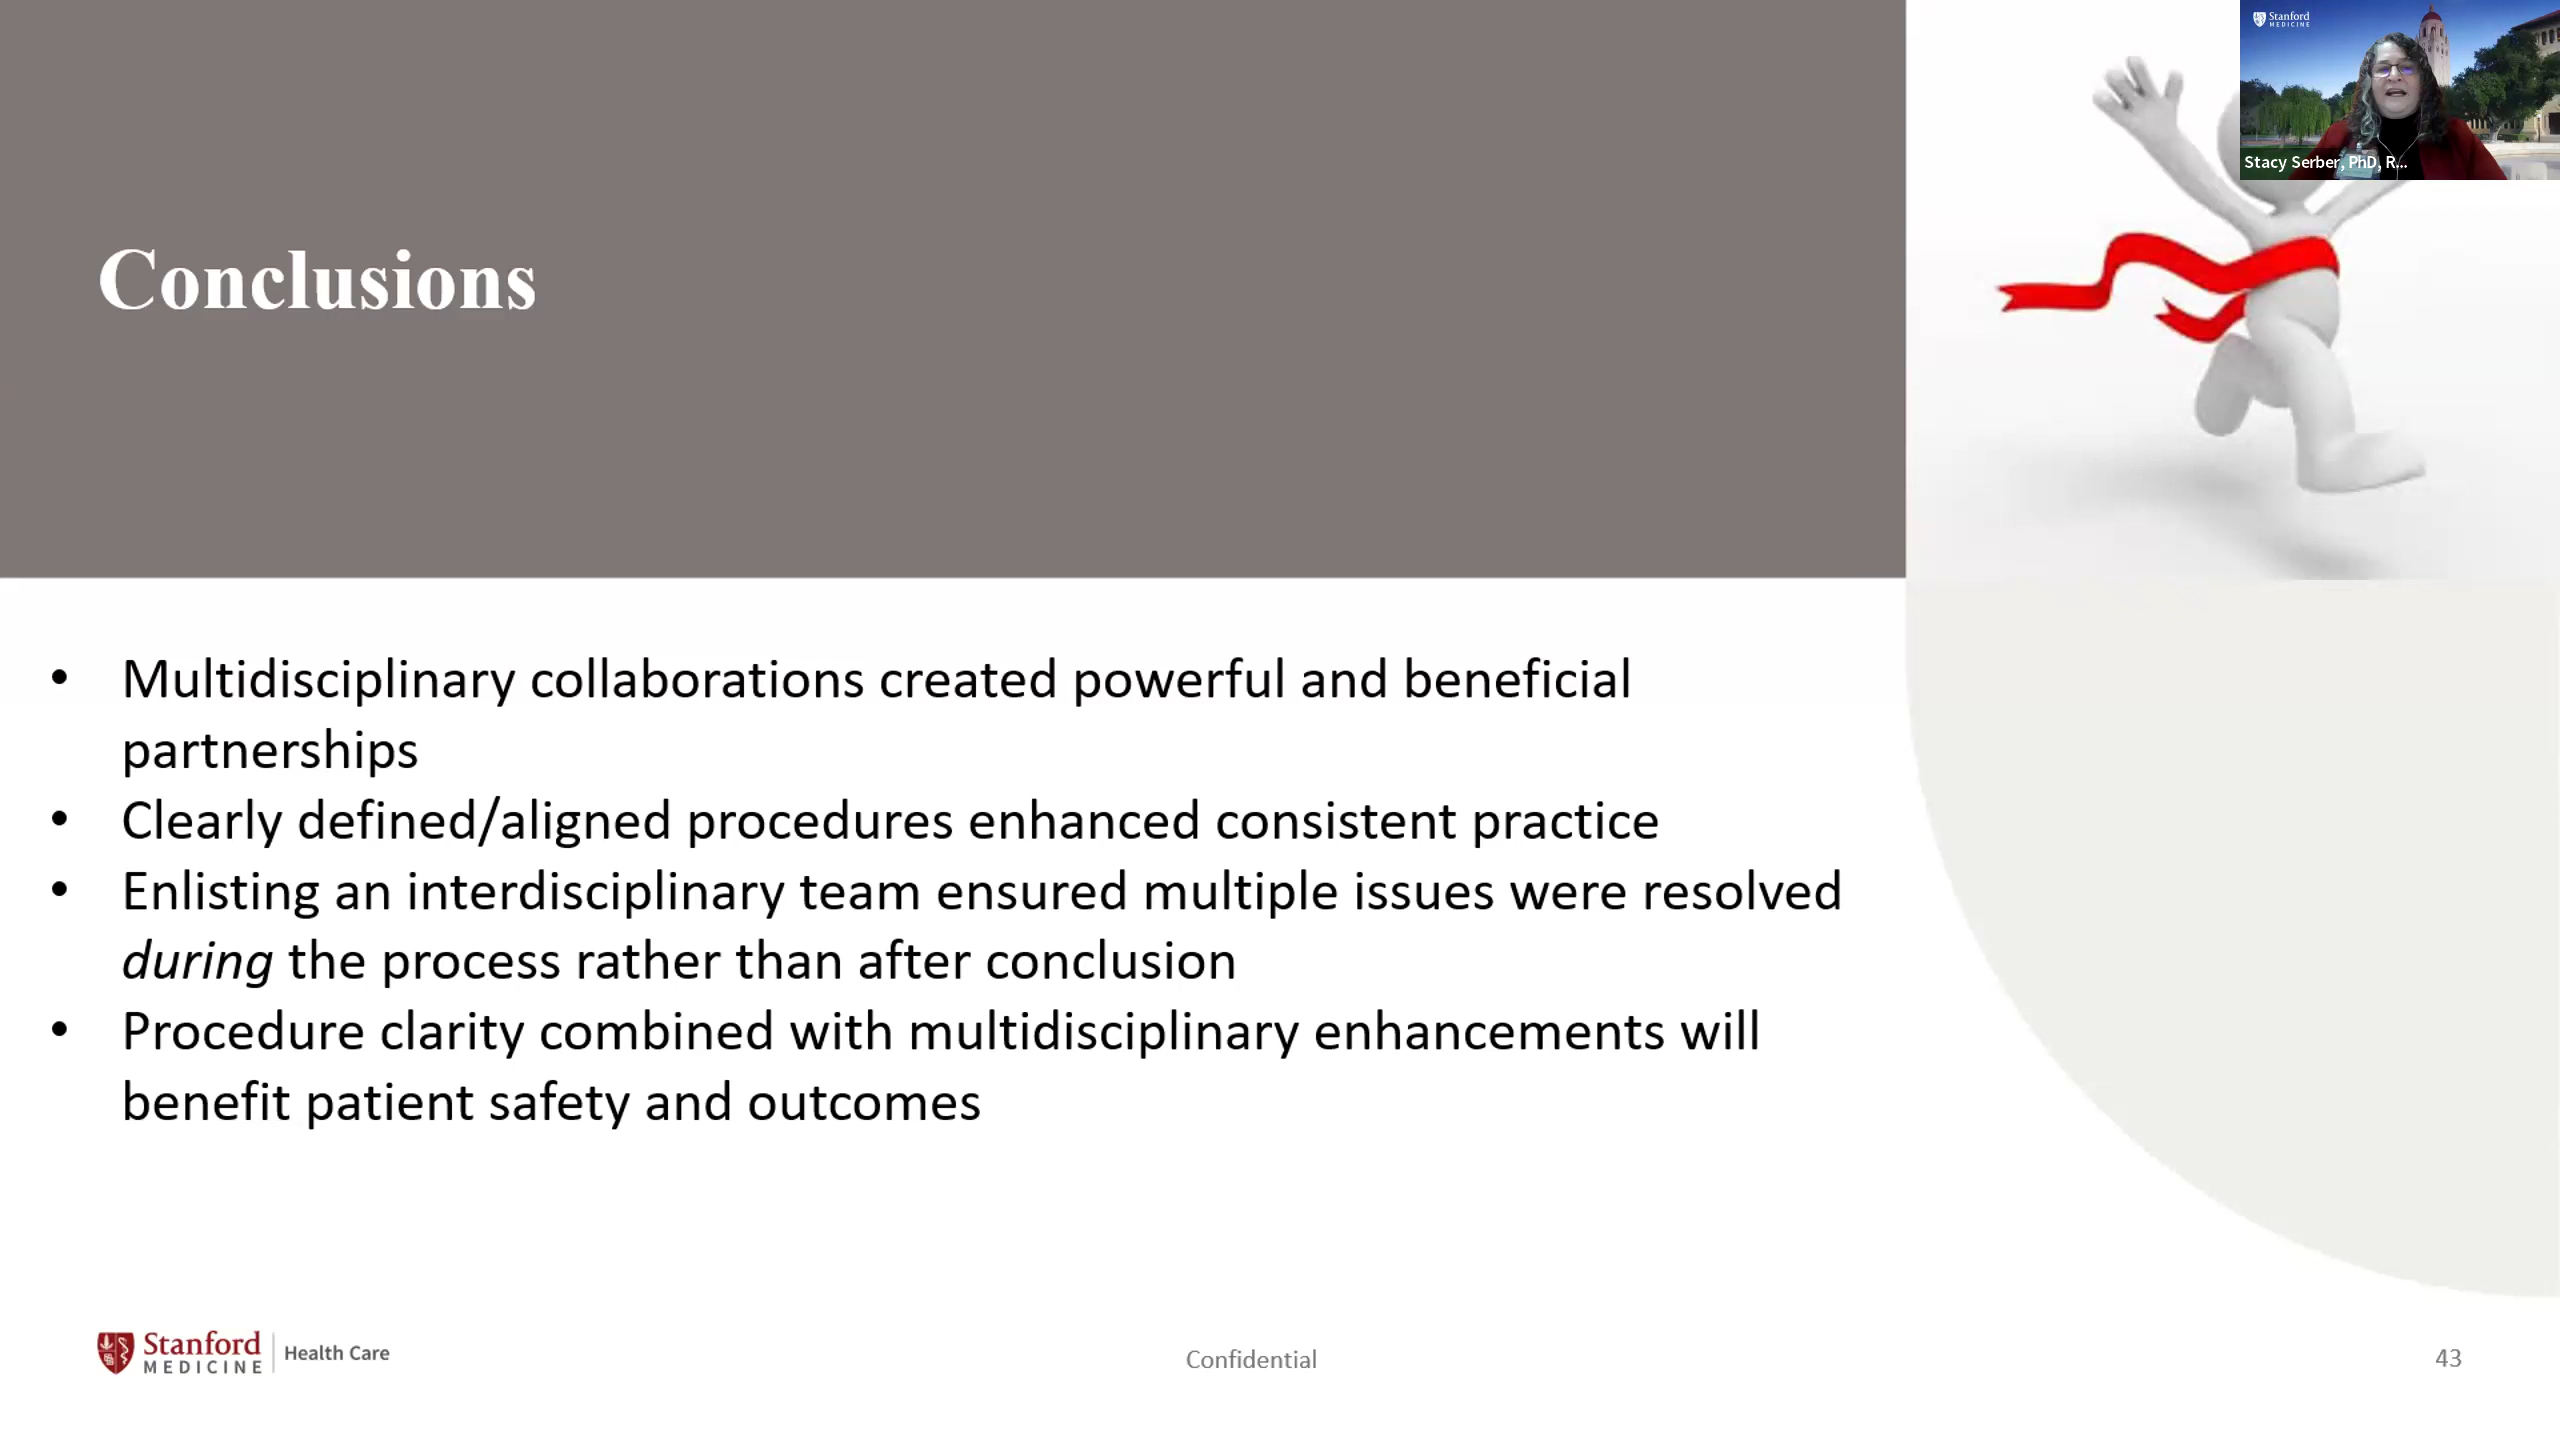 Stanford
MEDICINE
Stacy Serber, PhD, R...
Conclusions
• Multidisciplinary collaborations created powerful and beneficial
partnerships
• Clearly defined/aligned procedures enhanced consistent practice
• Enlisting an interdisciplinary team ensured multiple issues were resolved
during the process rather than after conclusion
• Procedure clarity combined with multidisciplinary enhancements will
benefit patient safety and outcomes
Stanford
MEDICINE
Health Care
Confidential
43